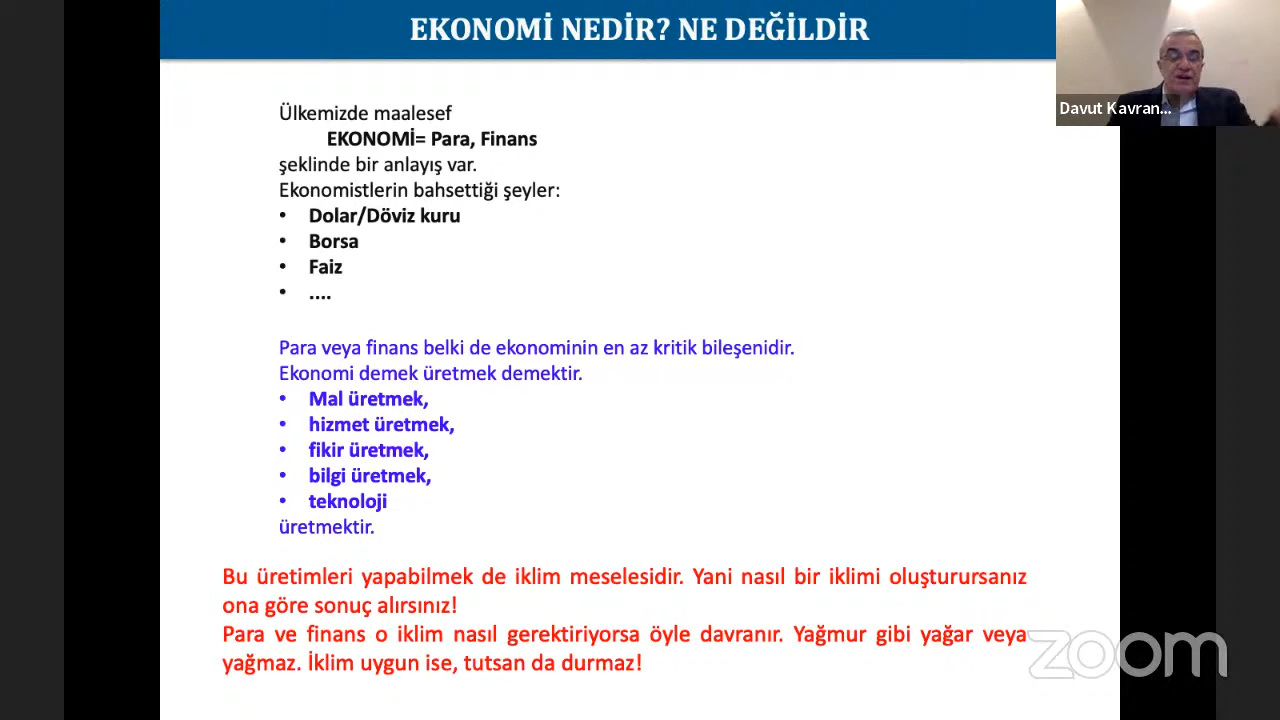 EKONOMİ NEDİR? NE DEĞİLDİR
Davut Kavran...
Ülkemizde maalesef
EKONOMİ= Para, Finans
şeklinde bir anlayış var.
Ekonomistlerin bahsettiği şeyler:
• Dolar/Döviz kuru
• Borsa
• Faiz
• ....
Para veya finans belki de ekonominin en az kritik bileşenidir.
Ekonomi demek üretmek demektir.
• Mal üretmek,
• hizmet üretmek,
• fikir üretmek,
• bilgi üretmek,
• teknoloji
üretmektir.
Bu üretimleri yapabilmek de iklim meselesidir. Yani nasıl bir iklimi oluşturursanız
ona göre sonuç alırsınız!
Para ve finans o iklim nasıl gerektiriyorsa öyle davranır. Yağmur gibi yağar veya
yağmaz. İklim uygun ise, tutsan da durmaz!
zoom